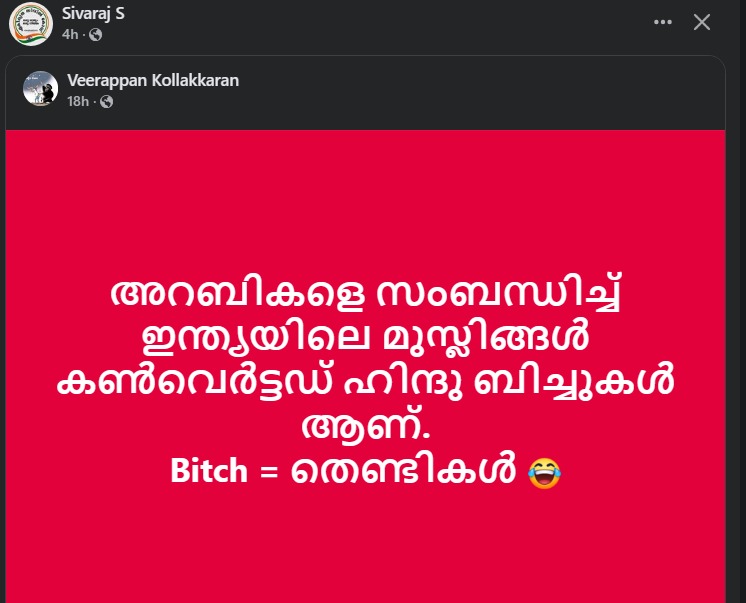 Sivaraj S
4h ·
Veerappan Kollakkaran
18h ·
അറബികളെ സംബന്ധിച്ച്
ഇന്ത്യയിലെ മുസ്ലിങ്ങൾ
കൺവെർട്ടഡ് ഹിന്ദു ബിച്ചുകൾ
ആണ്.
Bitch = തെണ്ടികൾ 😂